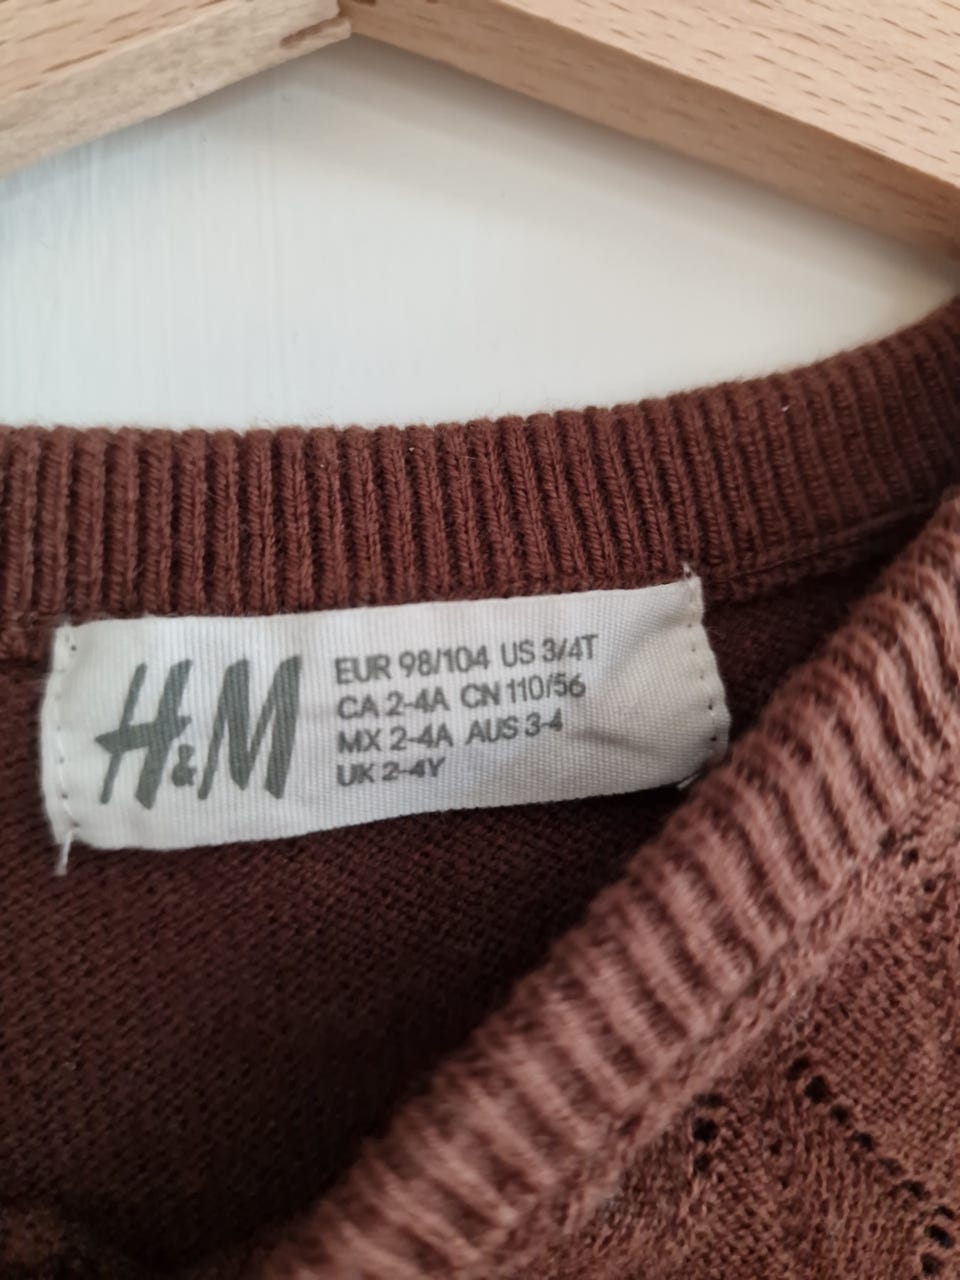 H&M
EUR 98/104 US 3/4T
CA 2-4A CN 110/56
MX 2-4A AUS 3-4
UK 2-4Y